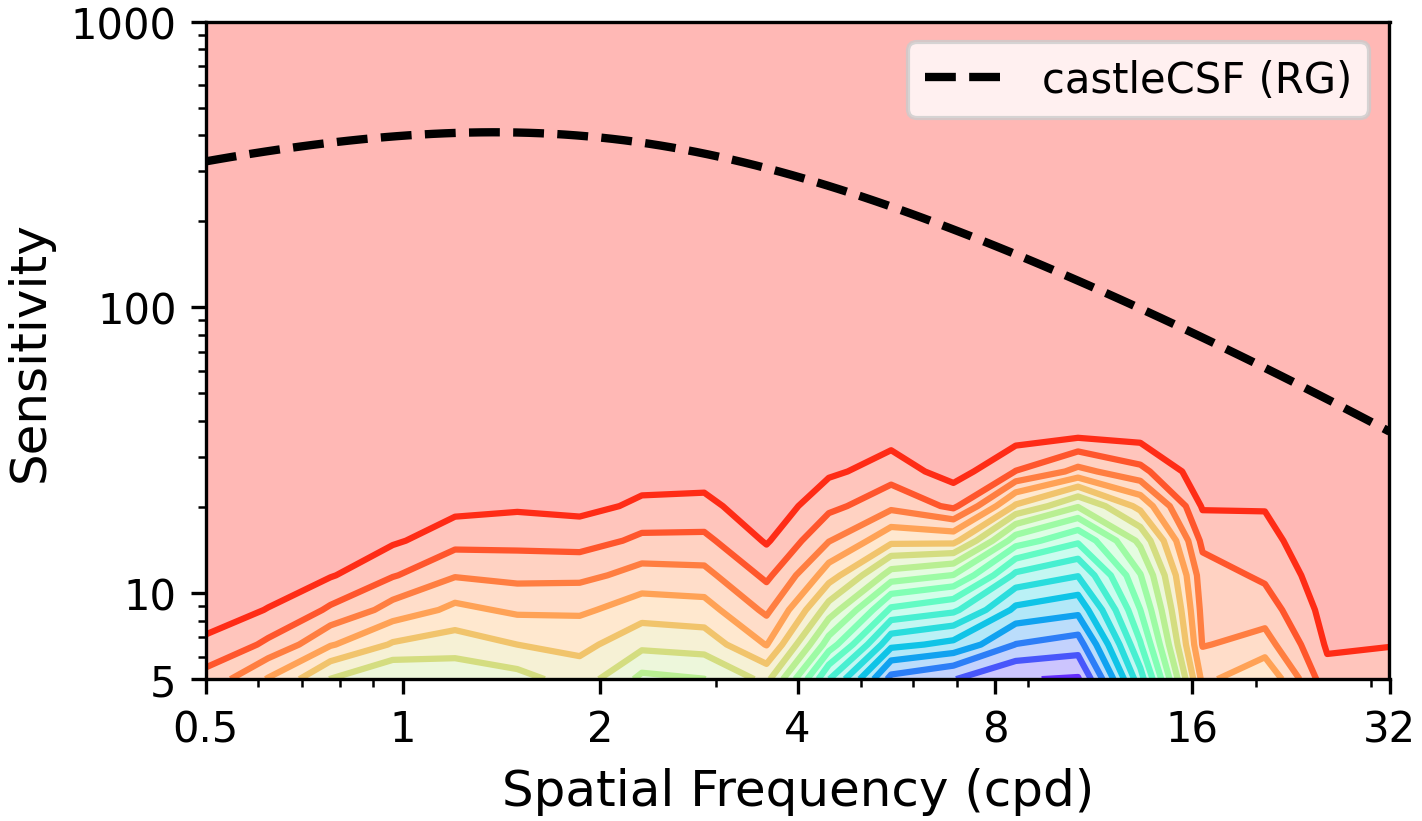 1000
100
10
5
Sensitivity
castleCSF (RG)
0.5 1 2 4 8 16 32
Spatial Frequency (cpd)